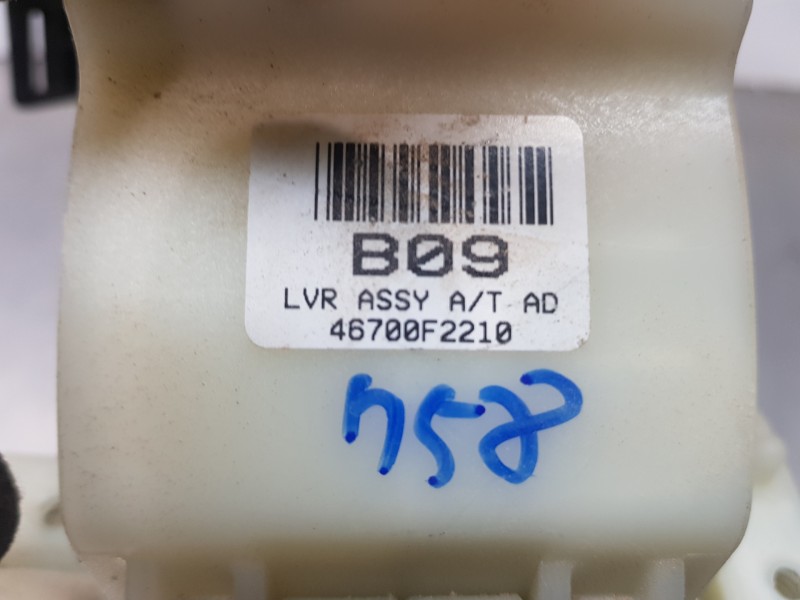 B09
LVR ASSY A/T AD
46700F2210
758